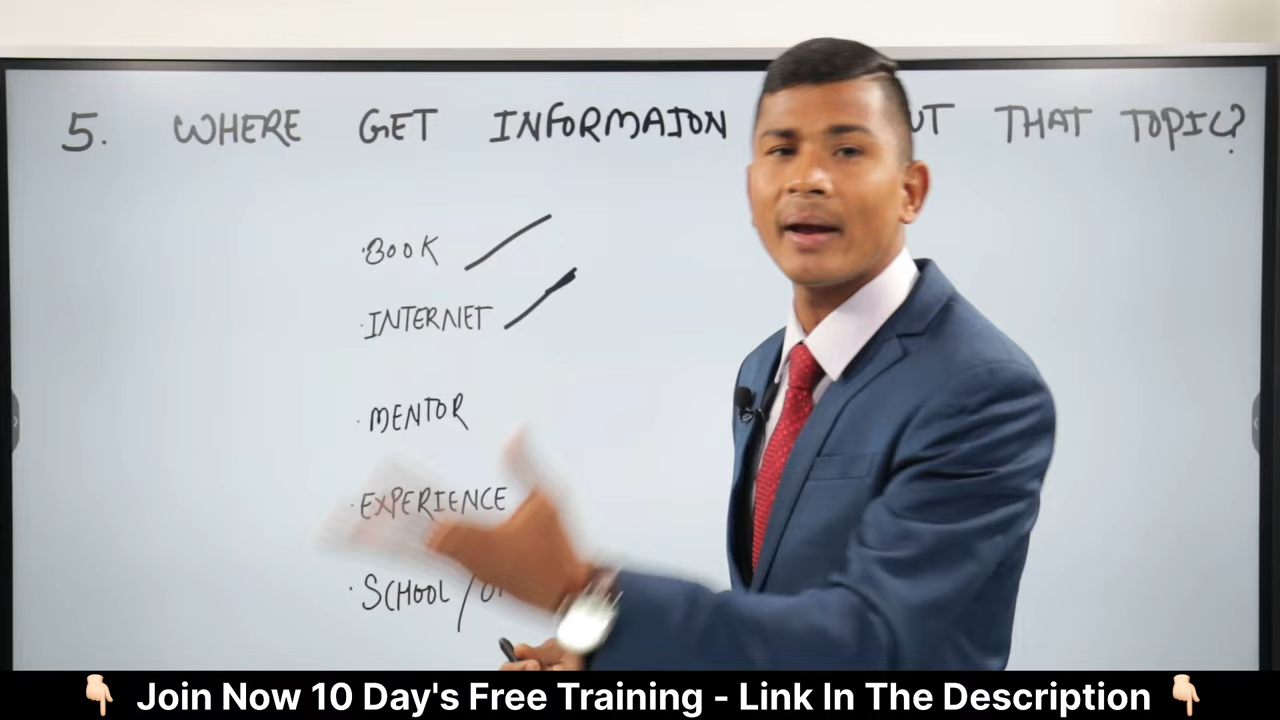 5. WHERE GET INFORMAION UT THAT TOPIC?
·BOOK
·INTERNET
·MENTOR
·EXPERIENCE
·SCHOOL /
👇 Join Now 10 Day's Free Training - Link In The Description 👇